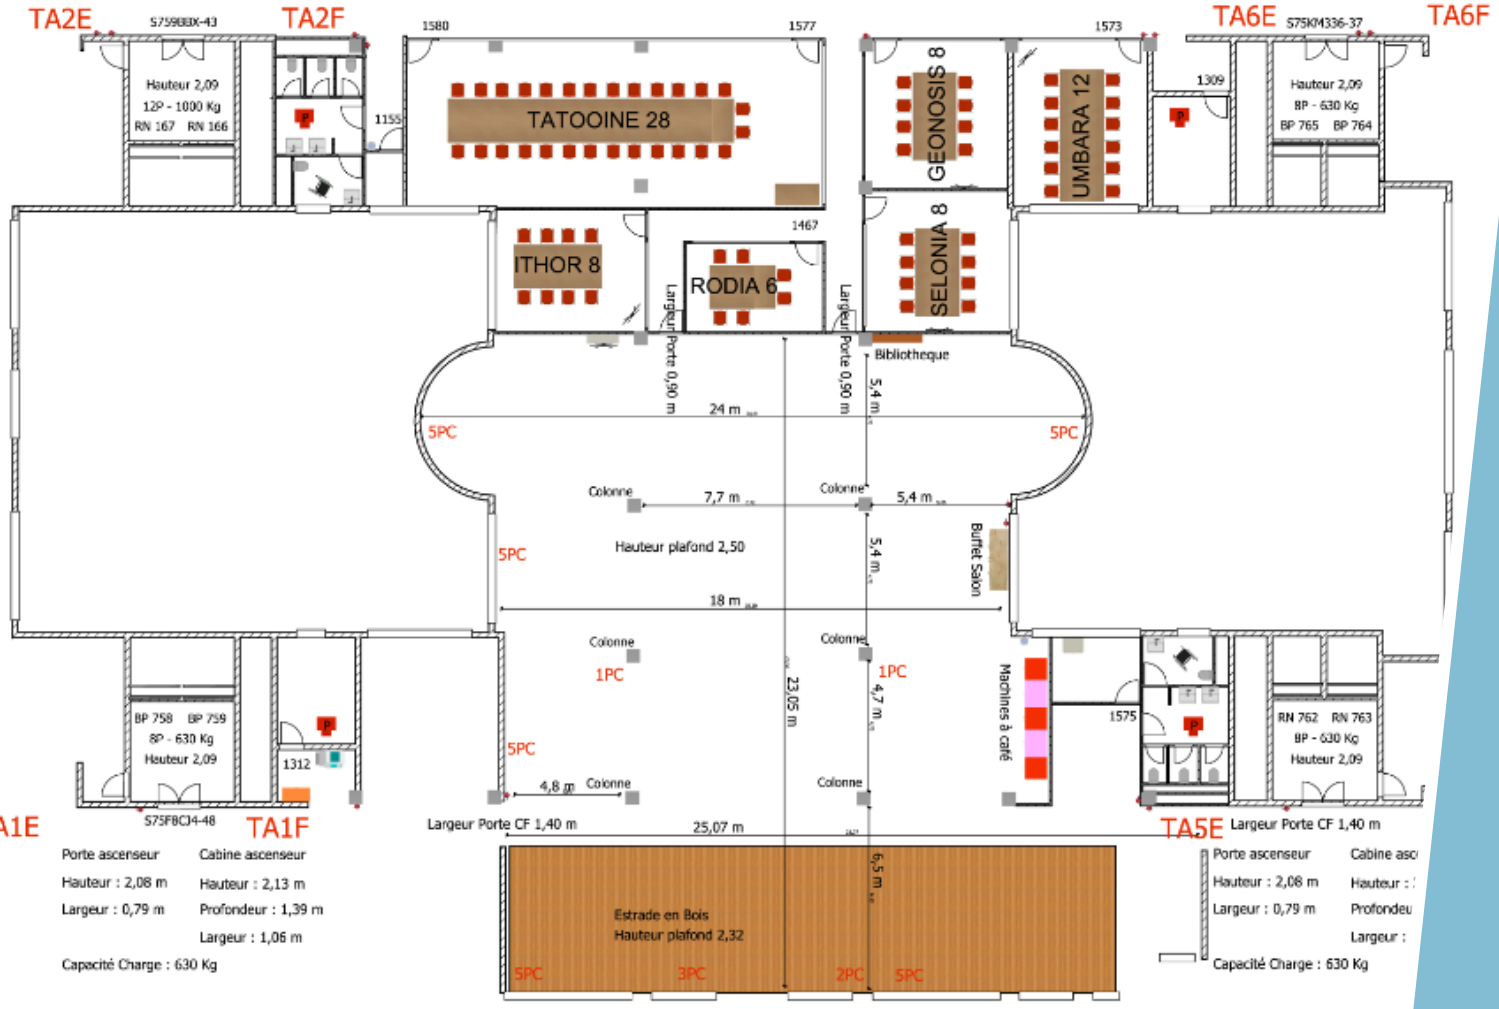 TA2E
S759BBX-43
TA2F
1580
1577
1573
TA6E
S75KM336-37
TA6F
Hauteur 2,09
12P - 1000 Kg
RN 167 RN 166
P
1155
TATOOINE 28
GEONOSIS 8
UMBARA 12
1309
P
Hauteur 2,09
8P - 630 Kg
BP 765 BP 764
ITHOR 8
RODIA 6
1467
SELONIA 8
Largeur Porte 0,90 m
Largeur Porte 0,90 m
Bibliotheque
5,4 m
24 m
5PC
5PC
Colonne
7,7 m
Colonne
5,4 m
5PC
Hauteur plafond 2,50
5,4 m
Buffet Salon
18 m
Colonne
Colonne
1PC
1PC
23,05 m
4,7 m
Machines à café
BP 758 BP 759
8P - 630 Kg
Hauteur 2,09
P
1312
5PC
4,8 m
Colonne
Colonne
1575
P
RN 762 RN 763
8P - 630 Kg
Hauteur 2,09
A1E
S75FBCJ4-48
TA1F
Largeur Porte CF 1,40 m
25,07 m
TA5E
Largeur Porte CF 1,40 m
Porte ascenseur
Cabine ascenseur
Hauteur : 2,08 m
Hauteur : 2,13 m
Largeur : 0,79 m
Profondeur : 1,39 m
Largeur : 1,06 m
Capacité Charge : 630 Kg
6,5 m
Estrade en Bois
Hauteur plafond 2,32
5PC
3PC
2PC
5PC
Porte ascenseur
Cabine asc
Hauteur : 2,08 m
Hauteur :
Largeur : 0,79 m
Profondeu
Largeur :
Capacité Charge : 630 Kg